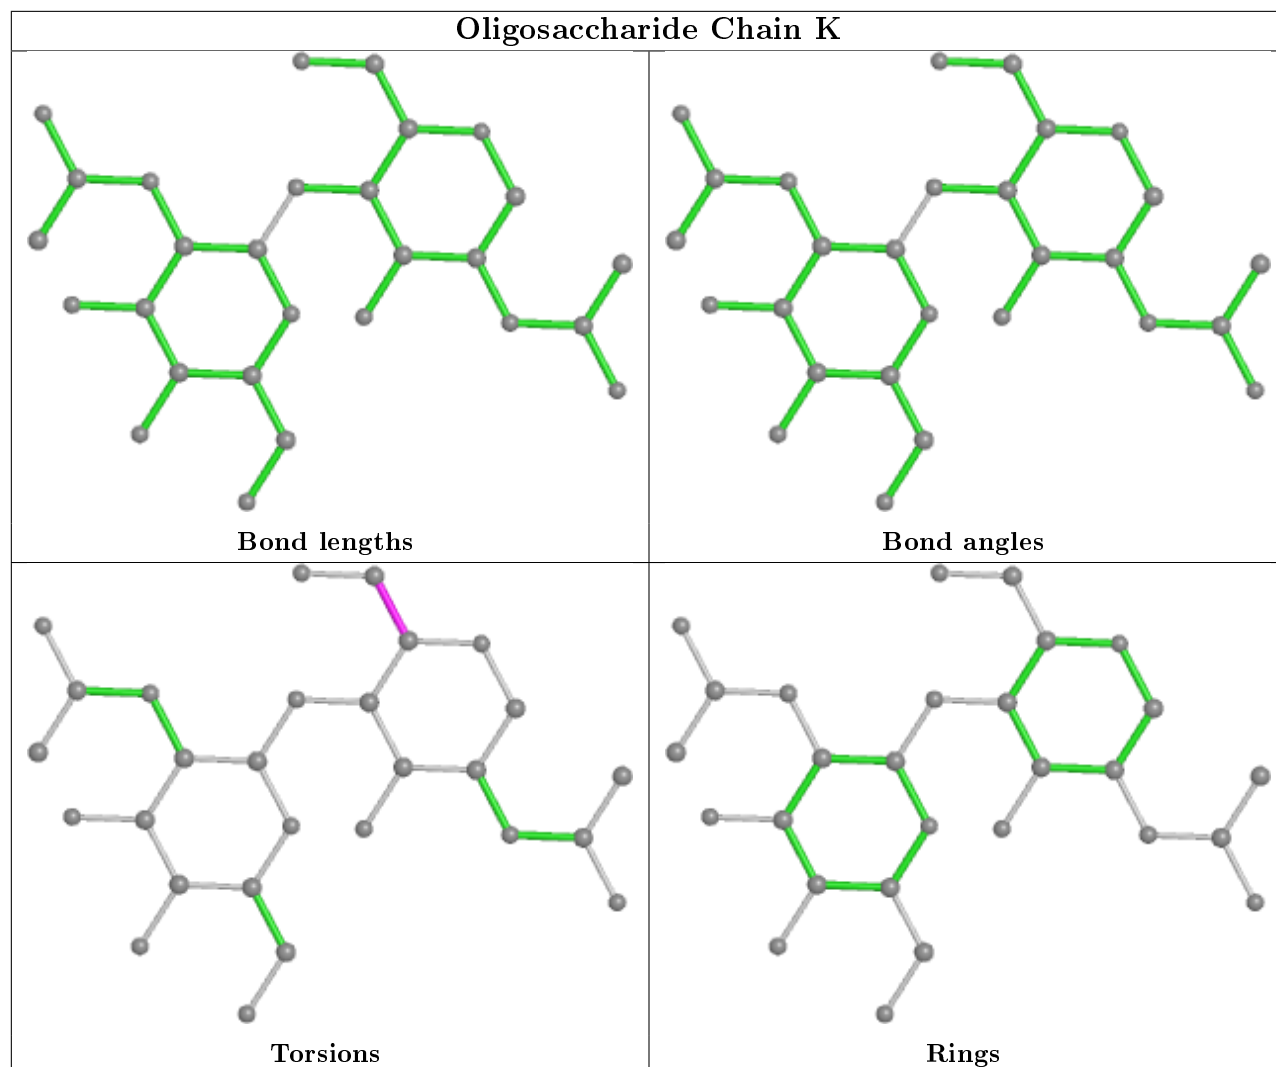 Oligosaccharide Chain K
Bond lengths
Bond angles
Torsions
Rings